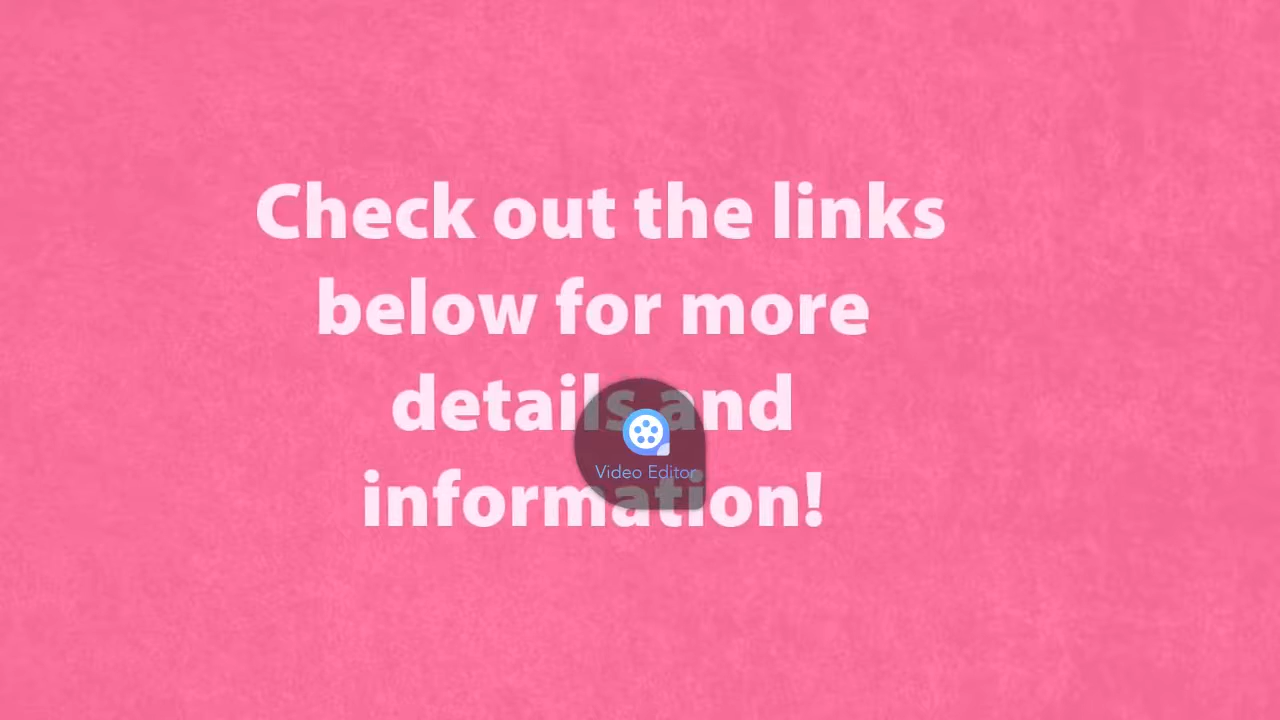 Check out the links
below for more
details and
information!
Video Editor